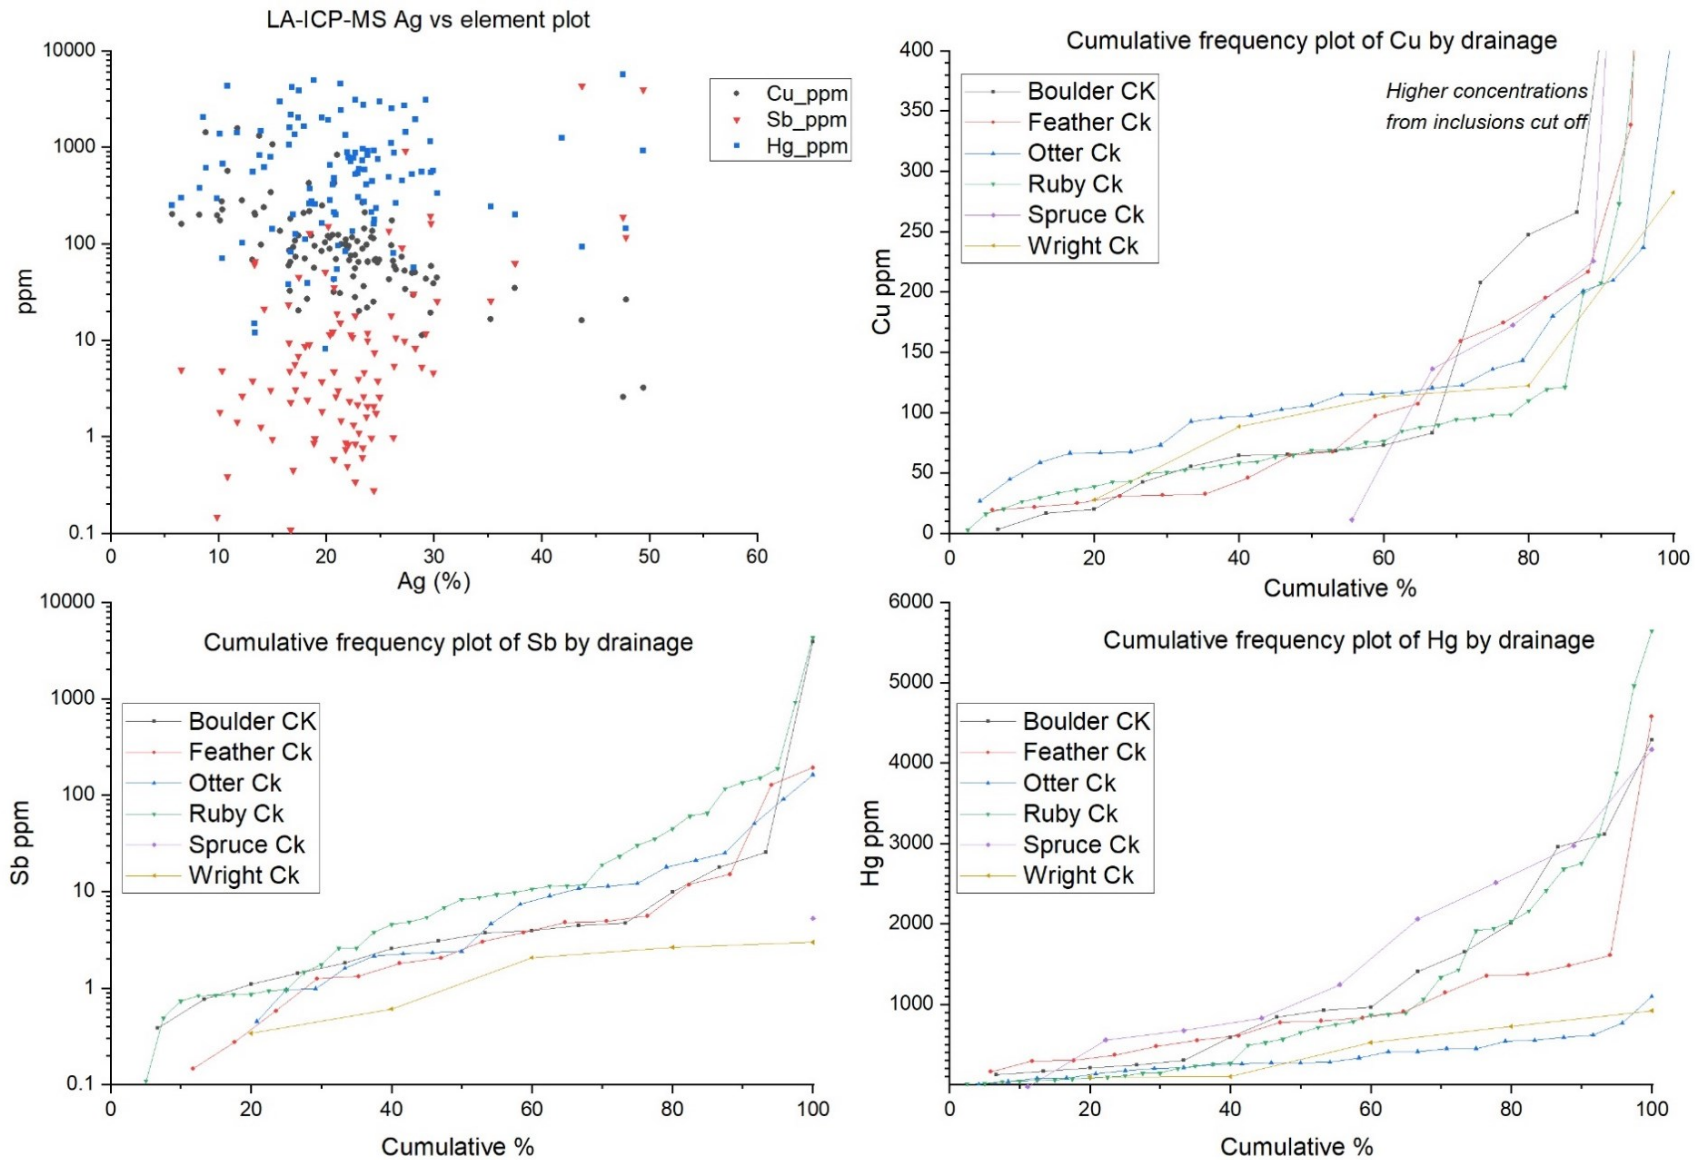 LA-ICP-MS Ag vs element plot
10000
1000
100
10
1
0.1
ppm
0 10 20 30 40 50 60
Ag (%)
Cu_ppm
Sb_ppm
Hg_ppm
Cumulative frequency plot of Cu by drainage
Higher concentrations
from inclusions cut off
Boulder CK
Feather Ck
Otter Ck
Ruby Ck
Spruce Ck
Wright Ck
400
350
300
250
200
150
100
50
0
Cu ppm
0 20 40 60 80 100
Cumulative %
Cumulative frequency plot of Sb by drainage
10000
1000
100
10
1
0.1
Sb ppm
Boulder CK
Feather Ck
Otter Ck
Ruby Ck
Spruce Ck
Wright Ck
0 20 40 60 80 100
Cumulative %
Cumulative frequency plot of Hg by drainage
6000
5000
4000
3000
2000
1000
Hg ppm
Boulder CK
Feather Ck
Otter Ck
Ruby Ck
Spruce Ck
Wright Ck
0 20 40 60 80 100
Cumulative %